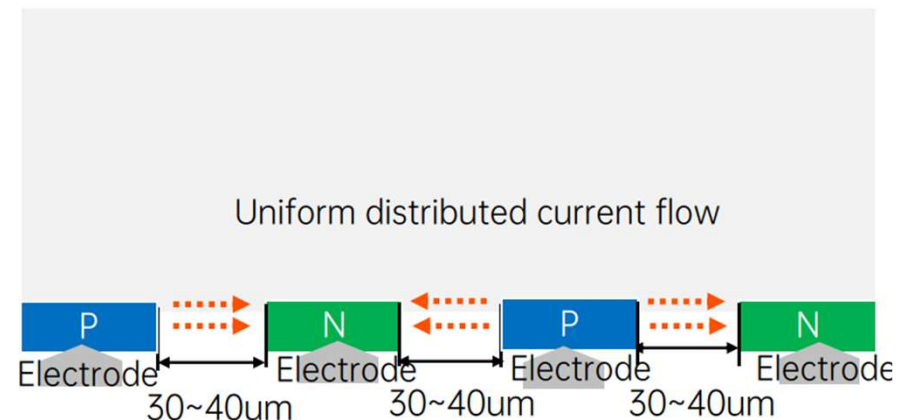 Uniform distributed current flow
P
N
P
N
Electrode
Electrode
Electrode
Electrode
30~40um
30~40um
30~40um